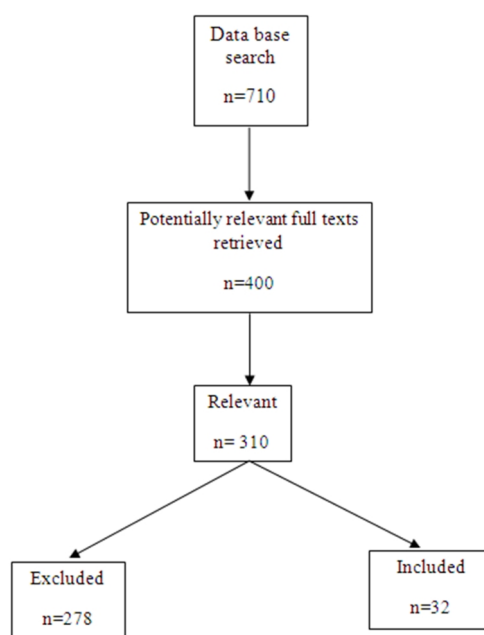 Data base
search
n=710
Potentially relevant full texts
retrieved
n=400
Relevant
n= 310
Excluded
n=278
Included
n=32